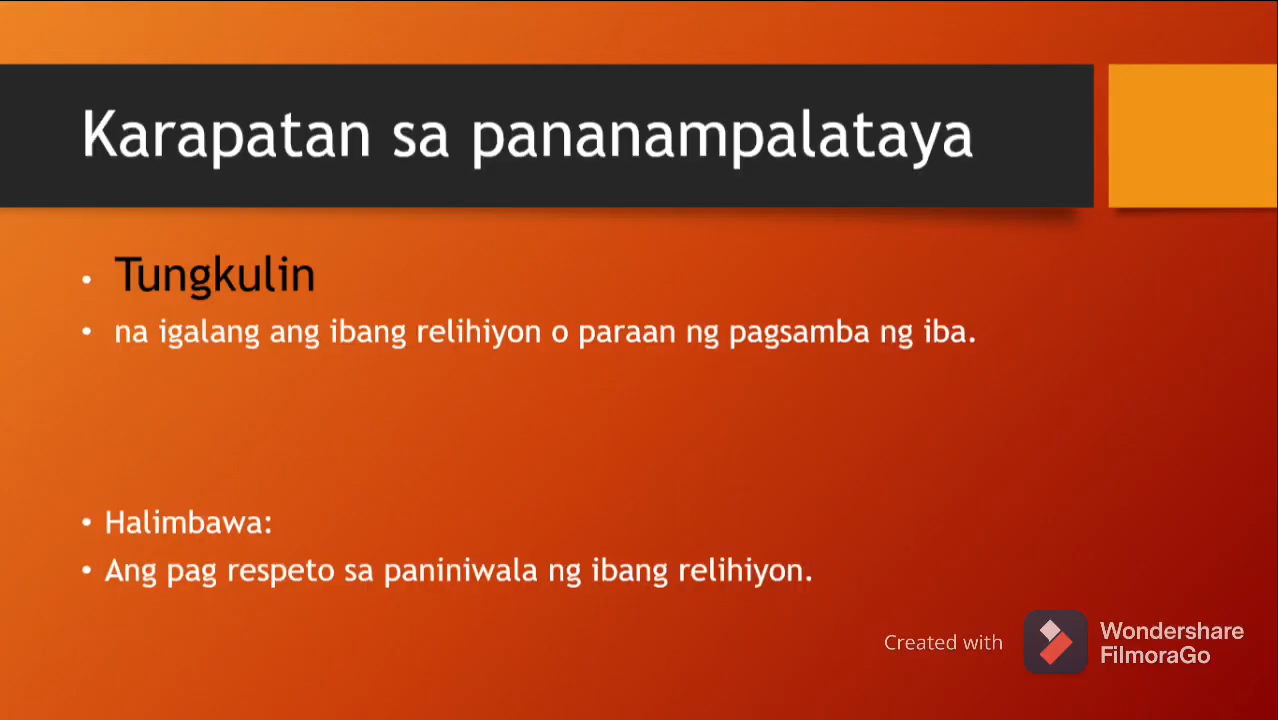 Karapatan sa pananampalataya
• Tungkulin
• na igalang ang ibang relihiyon o paraan ng pagsamba ng iba.
• Halimbawa:
• Ang pag respeto sa paniniwala ng ibang relihiyon.
Created with
Wondershare
FilmoraGo